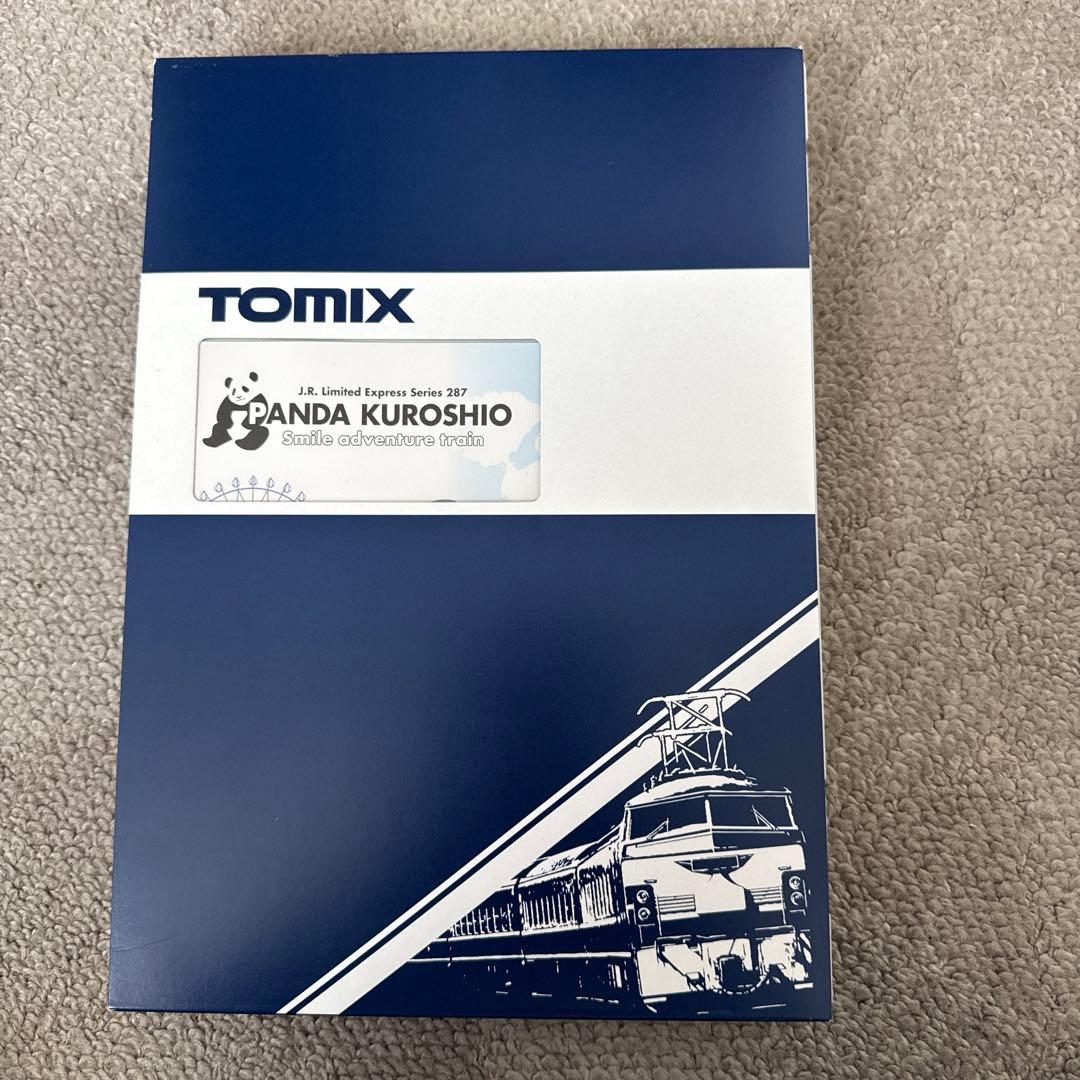 TOMIX
J.R. Limited Express Series 287
PANDA KUROSHIO
Smile adventure train